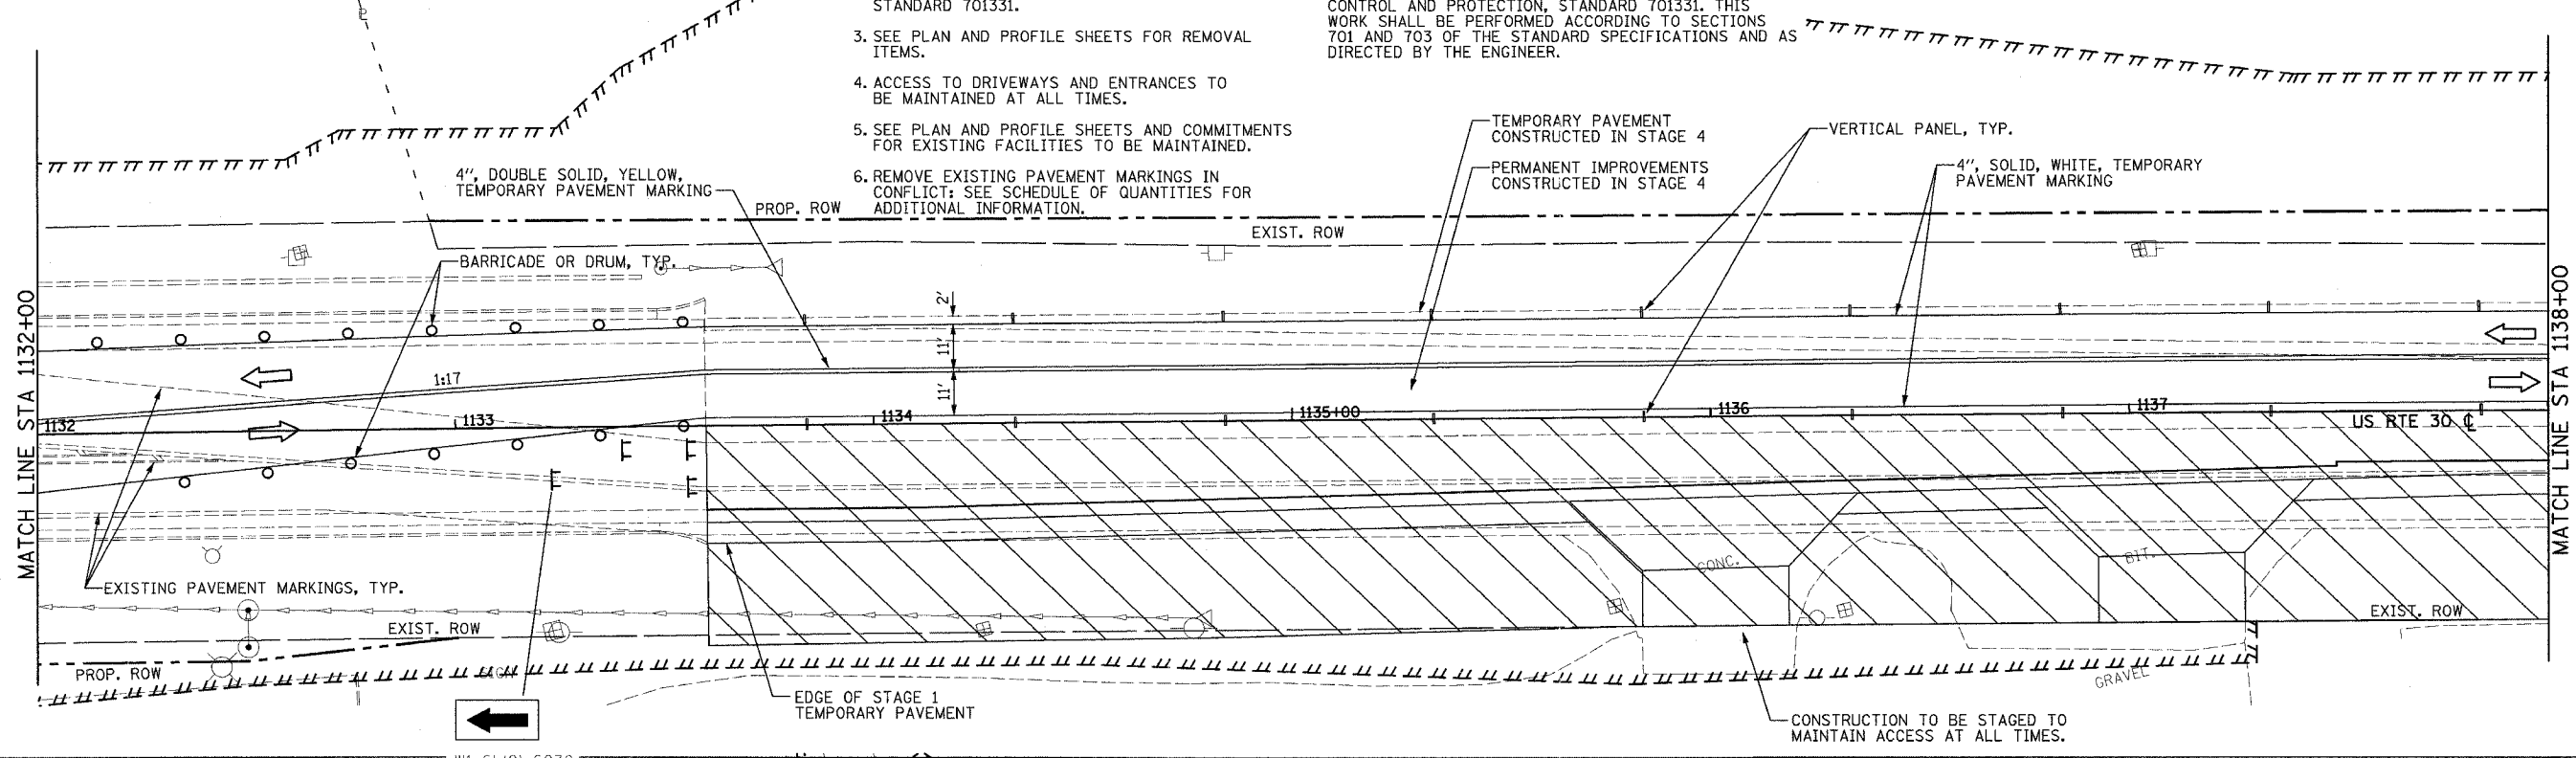 STANDARD 701331.
3. SEE PLAN AND PROFILE SHEETS FOR REMOVAL
ITEMS.
4. ACCESS TO DRIVEWAYS AND ENTRANCES TO
BE MAINTAINED AT ALL TIMES.
5. SEE PLAN AND PROFILE SHEETS AND COMMITMENTS
FOR EXISTING FACILITIES TO BE MAINTAINED.
6. REMOVE EXISTING PAVEMENT MARKINGS IN
CONFLICT: SEE SCHEDULE OF QUANTITIES FOR
ADDITIONAL INFORMATION.
CONTROL AND PROTECTION, STANDARD 701331. THIS
WORK SHALL BE PERFORMED ACCORDING TO SECTIONS
701 AND 703 OF THE STANDARD SPECIFICATIONS AND AS
DIRECTED BY THE ENGINEER.
TEMPORARY PAVEMENT
CONSTRUCTED IN STAGE 4
PERMANENT IMPROVEMENTS
CONSTRUCTED IN STAGE 4
VERTICAL PANEL, TYP.
4", SOLID, WHITE, TEMPORARY
PAVEMENT MARKING
4", DOUBLE SOLID, YELLOW,
TEMPORARY PAVEMENT MARKING
PROP. ROW
EXIST. ROW
BARRICADE OR DRUM, TYP.
MATCH LINE STA 1132+00
MATCH LINE STA 1138+00
2'
11'
11'
1:17
1132
1133
1134
1135+00
1136
1137
US RTE 30 ℄
CONC.
BIT.
EXISTING PAVEMENT MARKINGS, TYP.
EXIST. ROW
EXIST. ROW
PROP. ROW
SIGN
GRAVEL
EDGE OF STAGE 1
TEMPORARY PAVEMENT
CONSTRUCTION TO BE STAGED TO
MAINTAIN ACCESS AT ALL TIMES.